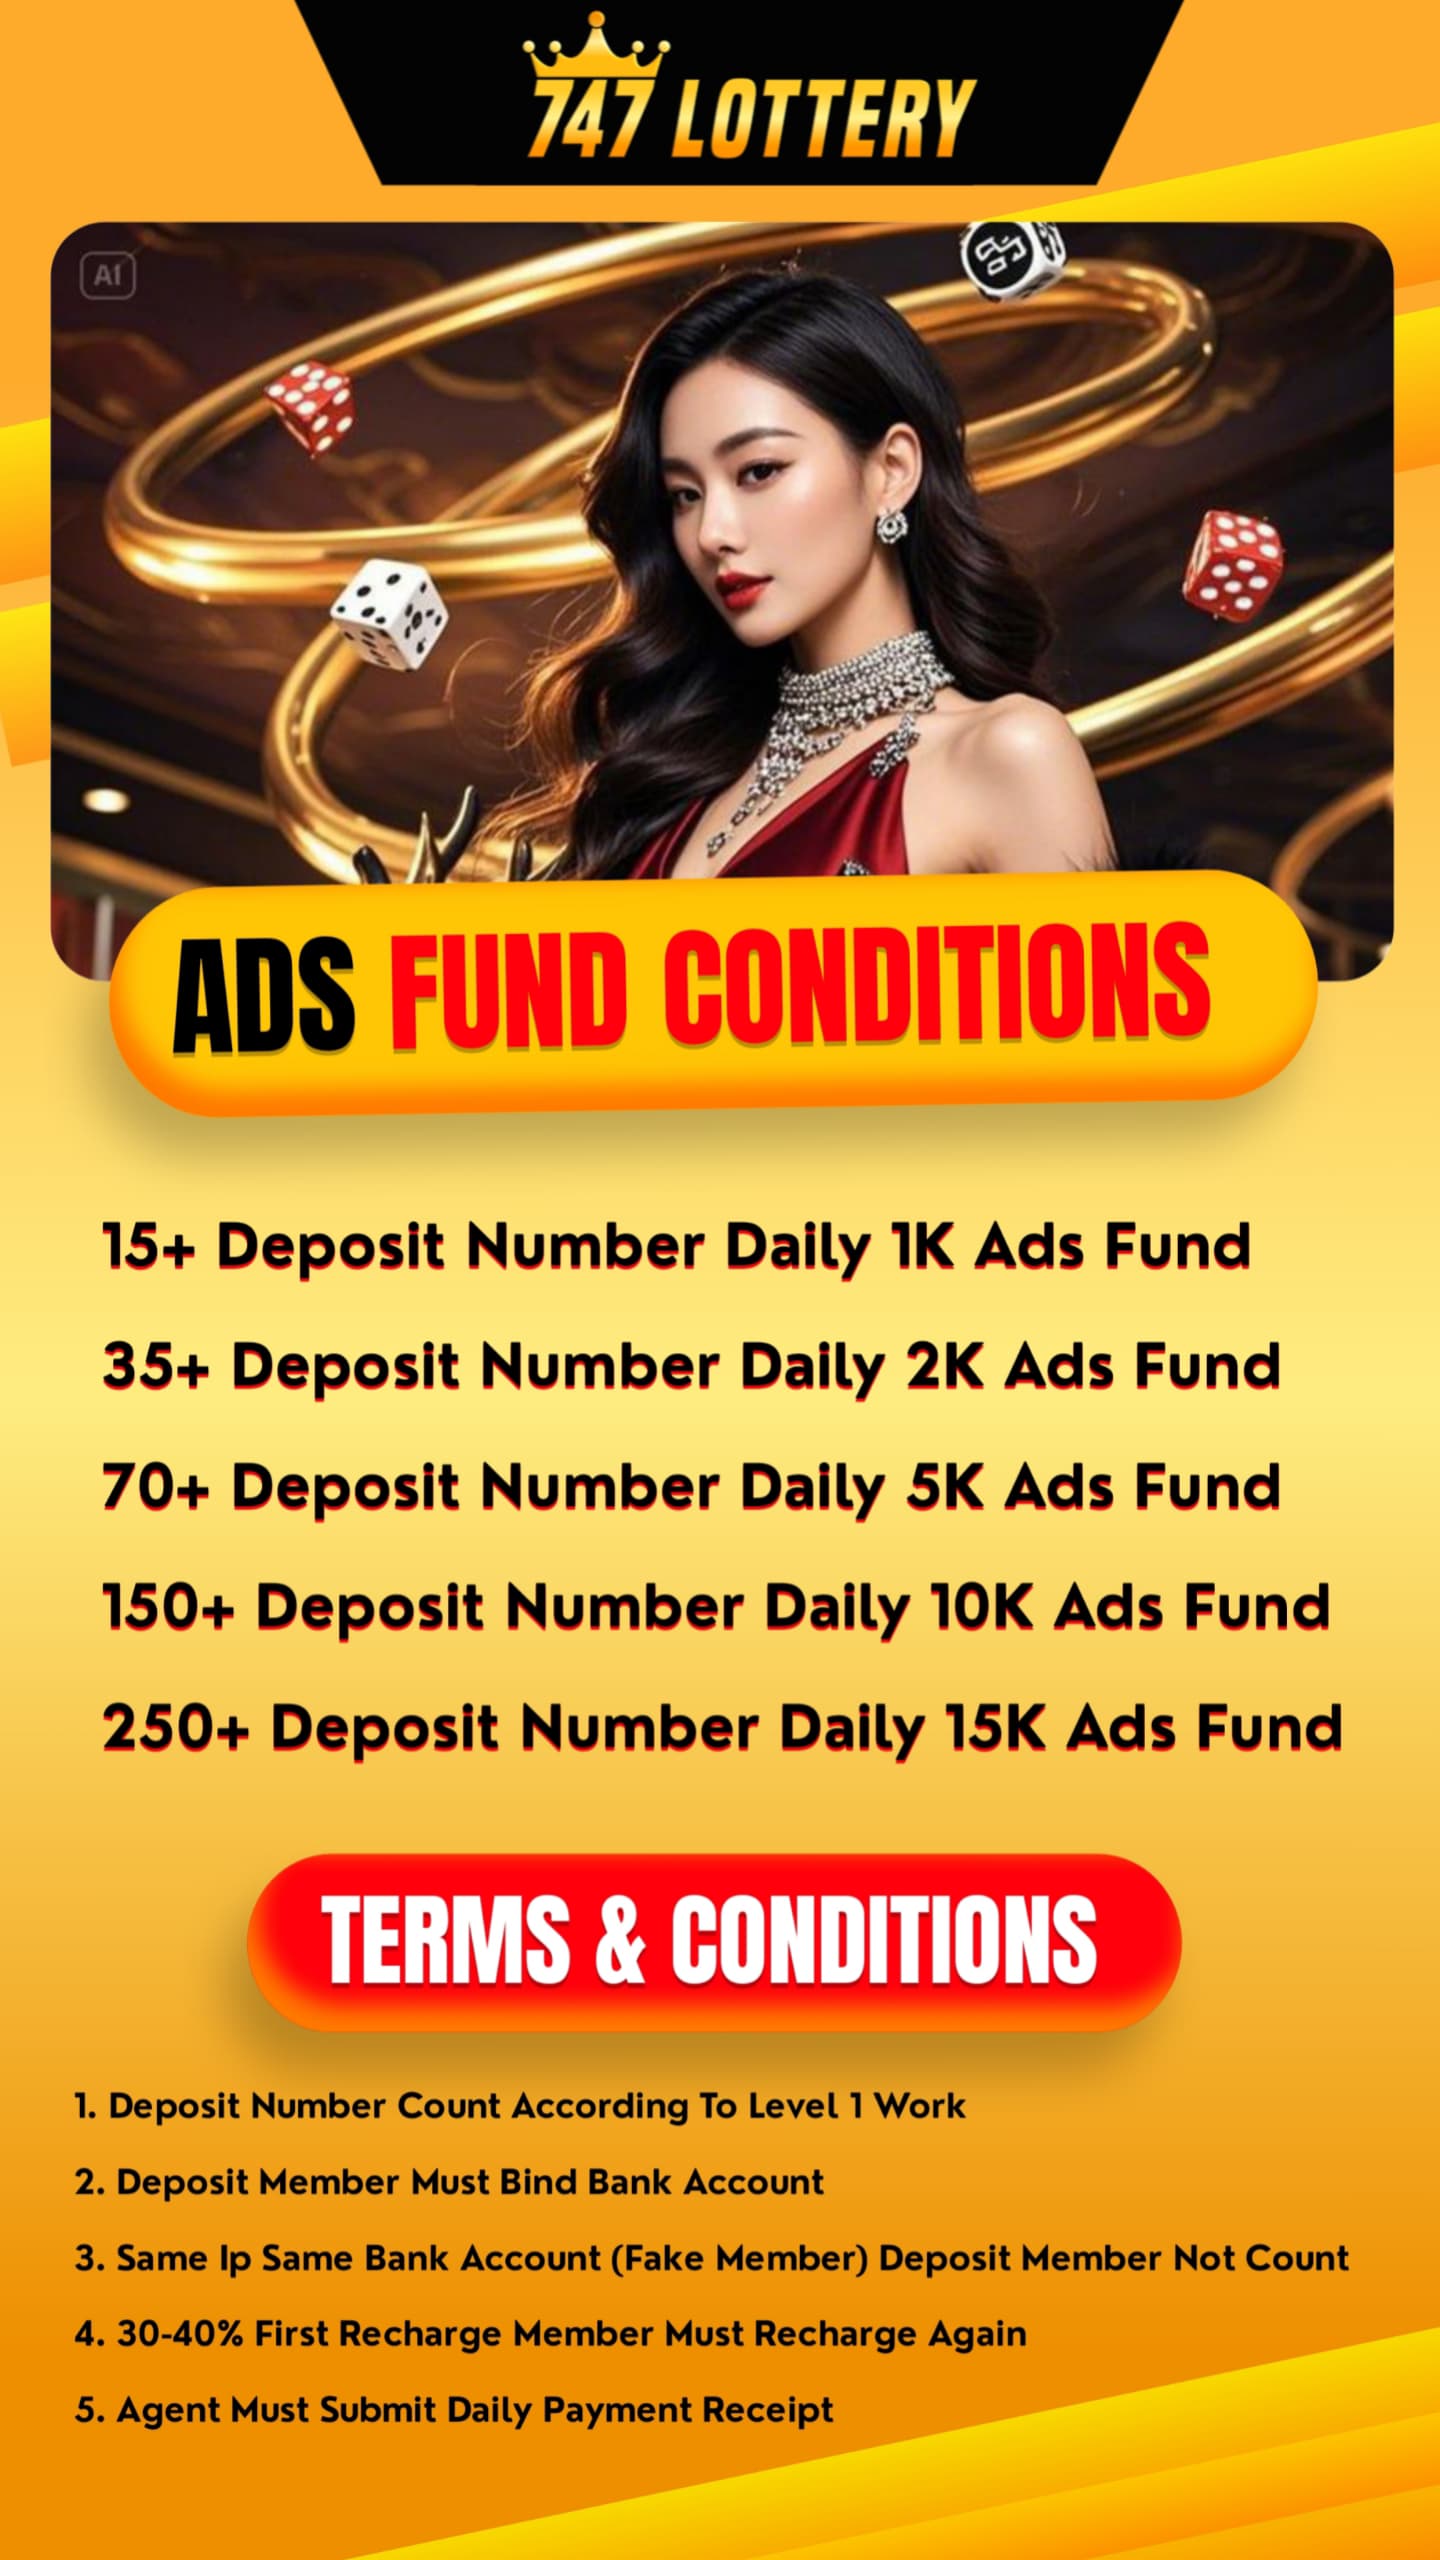 747 LOTTERY
Ai
ADS FUND CONDITIONS
15+ Deposit Number Daily 1K Ads Fund
35+ Deposit Number Daily 2K Ads Fund
70+ Deposit Number Daily 5K Ads Fund
150+ Deposit Number Daily 10K Ads Fund
250+ Deposit Number Daily 15K Ads Fund
TERMS & CONDITIONS
1. Deposit Number Count According To Level 1 Work
2. Deposit Member Must Bind Bank Account
3. Same Ip Same Bank Account (Fake Member) Deposit Member Not Count
4. 30-40% First Recharge Member Must Recharge Again
5. Agent Must Submit Daily Payment Receipt